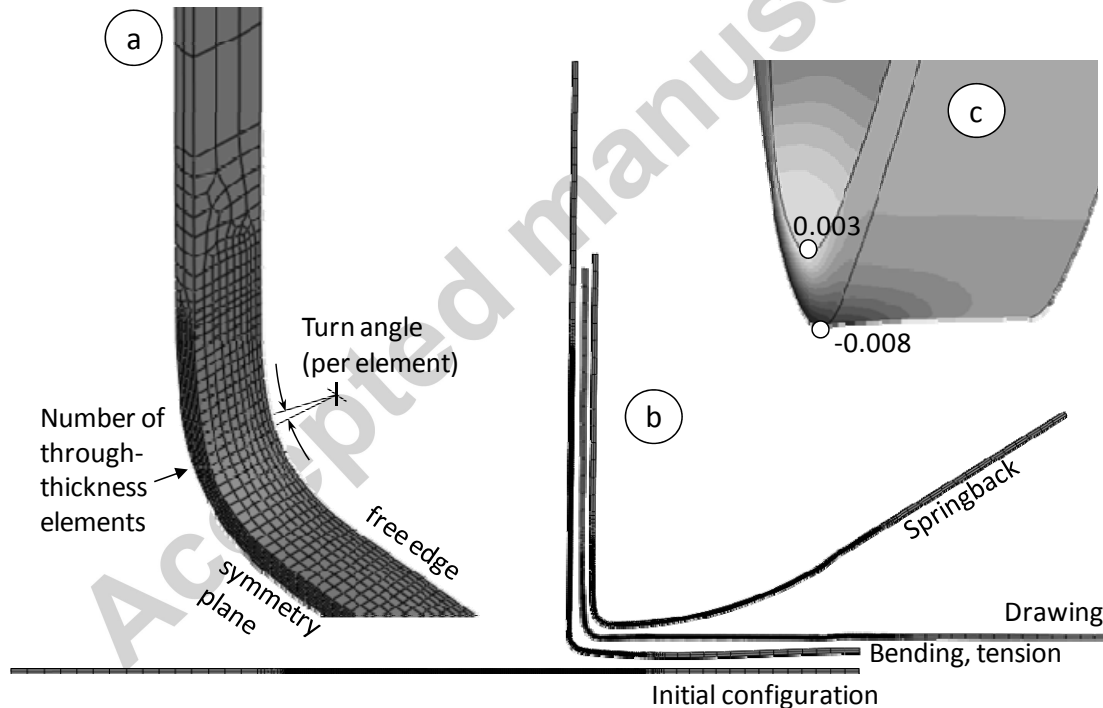 a
Turn angle
(per element)
Number of
through-
thickness
elements
free edge
symmetry
plane
b
Springback
Drawing
Bending, tension
Initial configuration
c
0.003
-0.008
Accepted manus